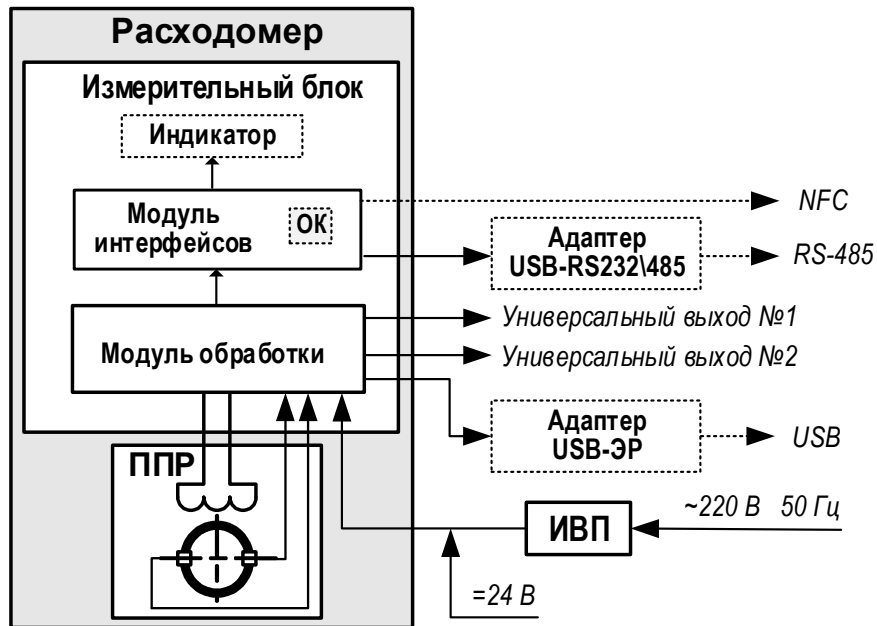 Расходомер
Измерительный блок
Индикатор
Модуль
интерфейсов
ОК
NFC
Адаптер
USB-RS232\485
RS-485
Универсальный выход №1
Модуль обработки
Универсальный выход №2
Адаптер
USB-ЭР
USB
ППР
ИВП
~220 В 50 Гц
=24 В